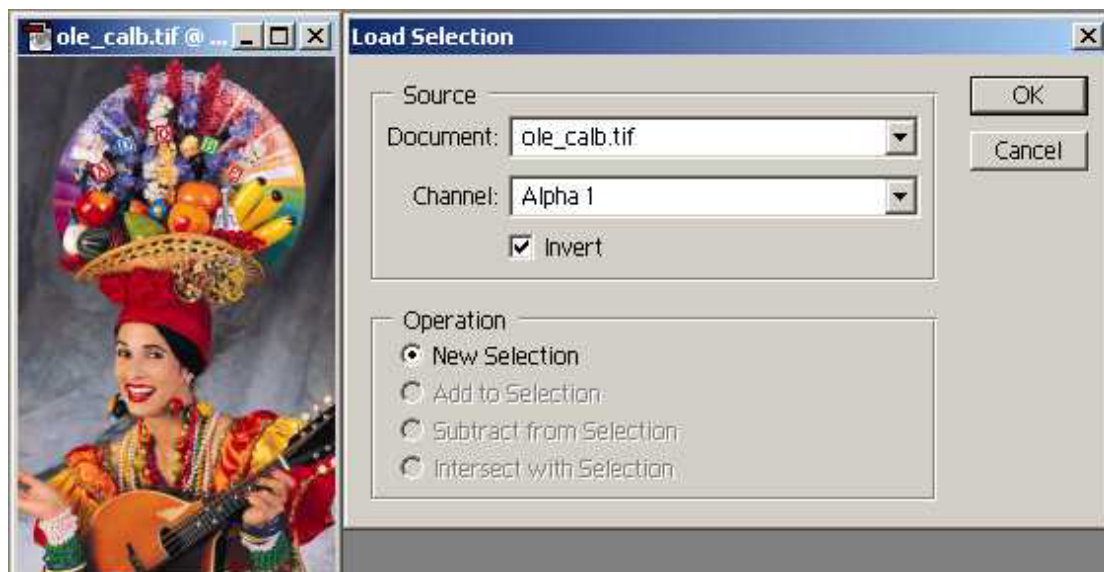 ole_calb.tif @ ...
Load Selection
Source
Document: ole_calb.tif
Channel: Alpha 1
Invert
OK
Cancel
Operation
New Selection
Add to Selection
Subtract from Selection
Intersect with Selection